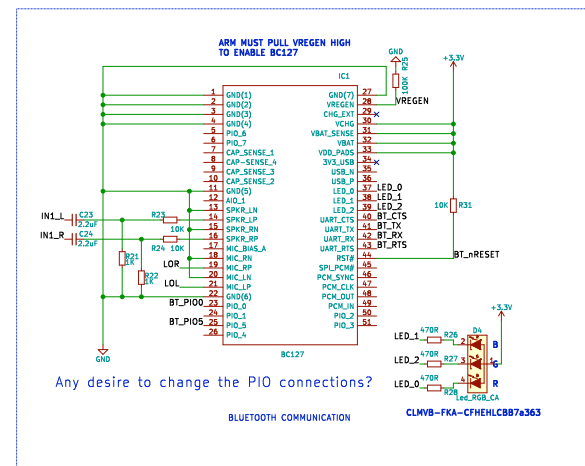 ARM MUST PULL VREGEN HIGH
TO ENABLE BC127
GND
R25
100K
+3.3V
IC1
1 GND(1)
2 GND(2)
3 GND(3)
4 GND(4)
5 PIO_6
6 PIO_7
7 CAP_SENSE_1
8 CAP-SENSE_4
9 CAP_SENSE_3
10 CAP_SENSE_2
11 GND(5)
12 AIO_1
13 SPKR_LN
14 SPKR_LP
15 SPKR_RN
16 SPKR_RP
17 MIC_BIAS_A
18 MIC_RN
19 MIC_RP
20 MIC_LN
21 MIC_LP
22 GND(6)
23 PIO_0
24 PIO_1
25 PIO_5
26 PIO_4
GND(7) 27
VREGEN 28 VREGEN
CHG_EXT 29
VCHG 30
VBAT_SENSE 31
VBAT 32
VDD_PADS 33
3V3_USB 34
USB_N 35
USB_P 36
LED_0 37 LED_0
LED_1 38 LED_1
LED_2 39 LED_2
UART_CTS 40 BT_CTS
UART_TX 41 BT_TX
UART_RX 42 BT_RX
UART_RTS 43 BT_RTS
RST# 44 BT_nRESET
SPI_PCM# 45
PCM_SYNC 46
PCM_CLK 47
PCM_OUT 48
PCM_IN 49
PIO_2 50
PIO_3 51
BC127
IN1_L C23 2.2uF
R23 10K
IN1_R C24 2.2uF
R24 10K
R21 1K
R22 1K
LOR
LOL
BT_PIO0
BT_PIO5
GND
10K R31
+3.3V
D4
LED_1 470R R26 2 B
LED_2 470R R27 3 1 G
LED_0 470R R28 4 R
Led_RGB_CA
CLMVB-FKA-CFHEHLCBB7a363
Any desire to change the PIO connections?
BLUETOOTH COMMUNICATION